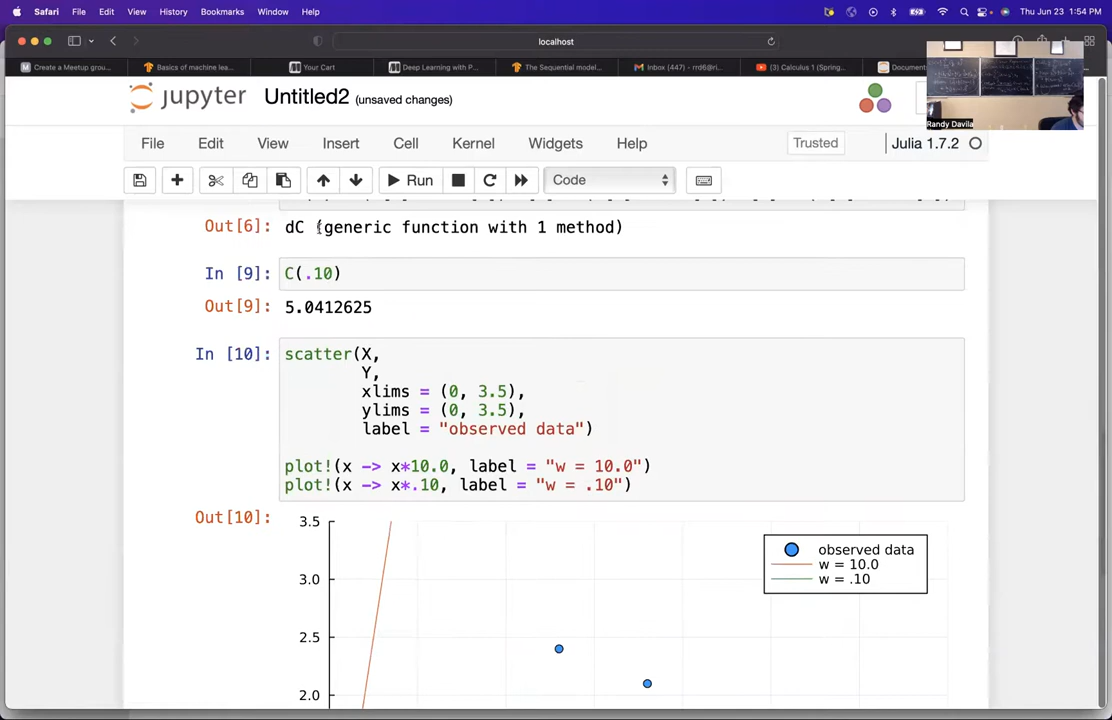 Safari File Edit View History Bookmarks Window Help Thu Jun 23 1:54 PM
localhost
Create a Meetup grou... Basics of machine lea... Your Cart Deep Learning with P... The Sequential model... Inbox (447) - rrd6@ri... (3) Calculus 1 (Spring... Document
jupyter Untitled2 (unsaved changes)
Randy Davila
File Edit View Insert Cell Kernel Widgets Help Trusted Julia 1.7.2
Run Code
Out[6]: dC (generic function with 1 method)
In [9]: C(.10)
Out[9]: 5.0412625
In [10]: scatter(X,
Y,
xlims = (0, 3.5),
ylims = (0, 3.5),
label = "observed data")
plot!(x -> x*10.0, label = "w = 10.0")
plot!(x -> x*.10, label = "w = .10")
Out[10]:
3.5
observed data
w = 10.0
w = .10
3.0
2.5
2.0